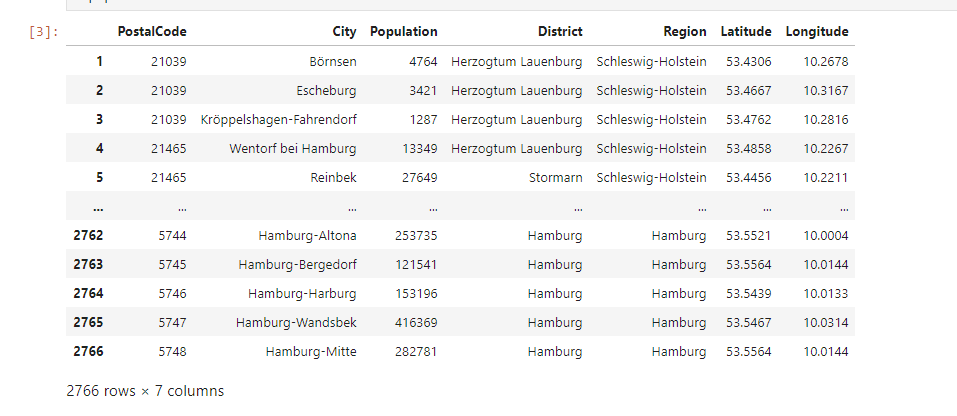 [3]: PostalCode City Population District Region Latitude Longitude
1 21039 Börnsen 4764 Herzogtum Lauenburg Schleswig-Holstein 53.4306 10.2678
2 21039 Escheburg 3421 Herzogtum Lauenburg Schleswig-Holstein 53.4667 10.3167
3 21039 Kröppelshagen-Fahrendorf 1287 Herzogtum Lauenburg Schleswig-Holstein 53.4762 10.2816
4 21465 Wentorf bei Hamburg 13349 Herzogtum Lauenburg Schleswig-Holstein 53.4858 10.2267
5 21465 Reinbek 27649 Stormarn Schleswig-Holstein 53.4456 10.2211
... ... ... ... ... ... ... ...
2762 5744 Hamburg-Altona 253735 Hamburg Hamburg 53.5521 10.0004
2763 5745 Hamburg-Bergedorf 121541 Hamburg Hamburg 53.5564 10.0144
2764 5746 Hamburg-Harburg 153196 Hamburg Hamburg 53.5439 10.0133
2765 5747 Hamburg-Wandsbek 416369 Hamburg Hamburg 53.5467 10.0314
2766 5748 Hamburg-Mitte 282781 Hamburg Hamburg 53.5564 10.0144
2766 rows × 7 columns